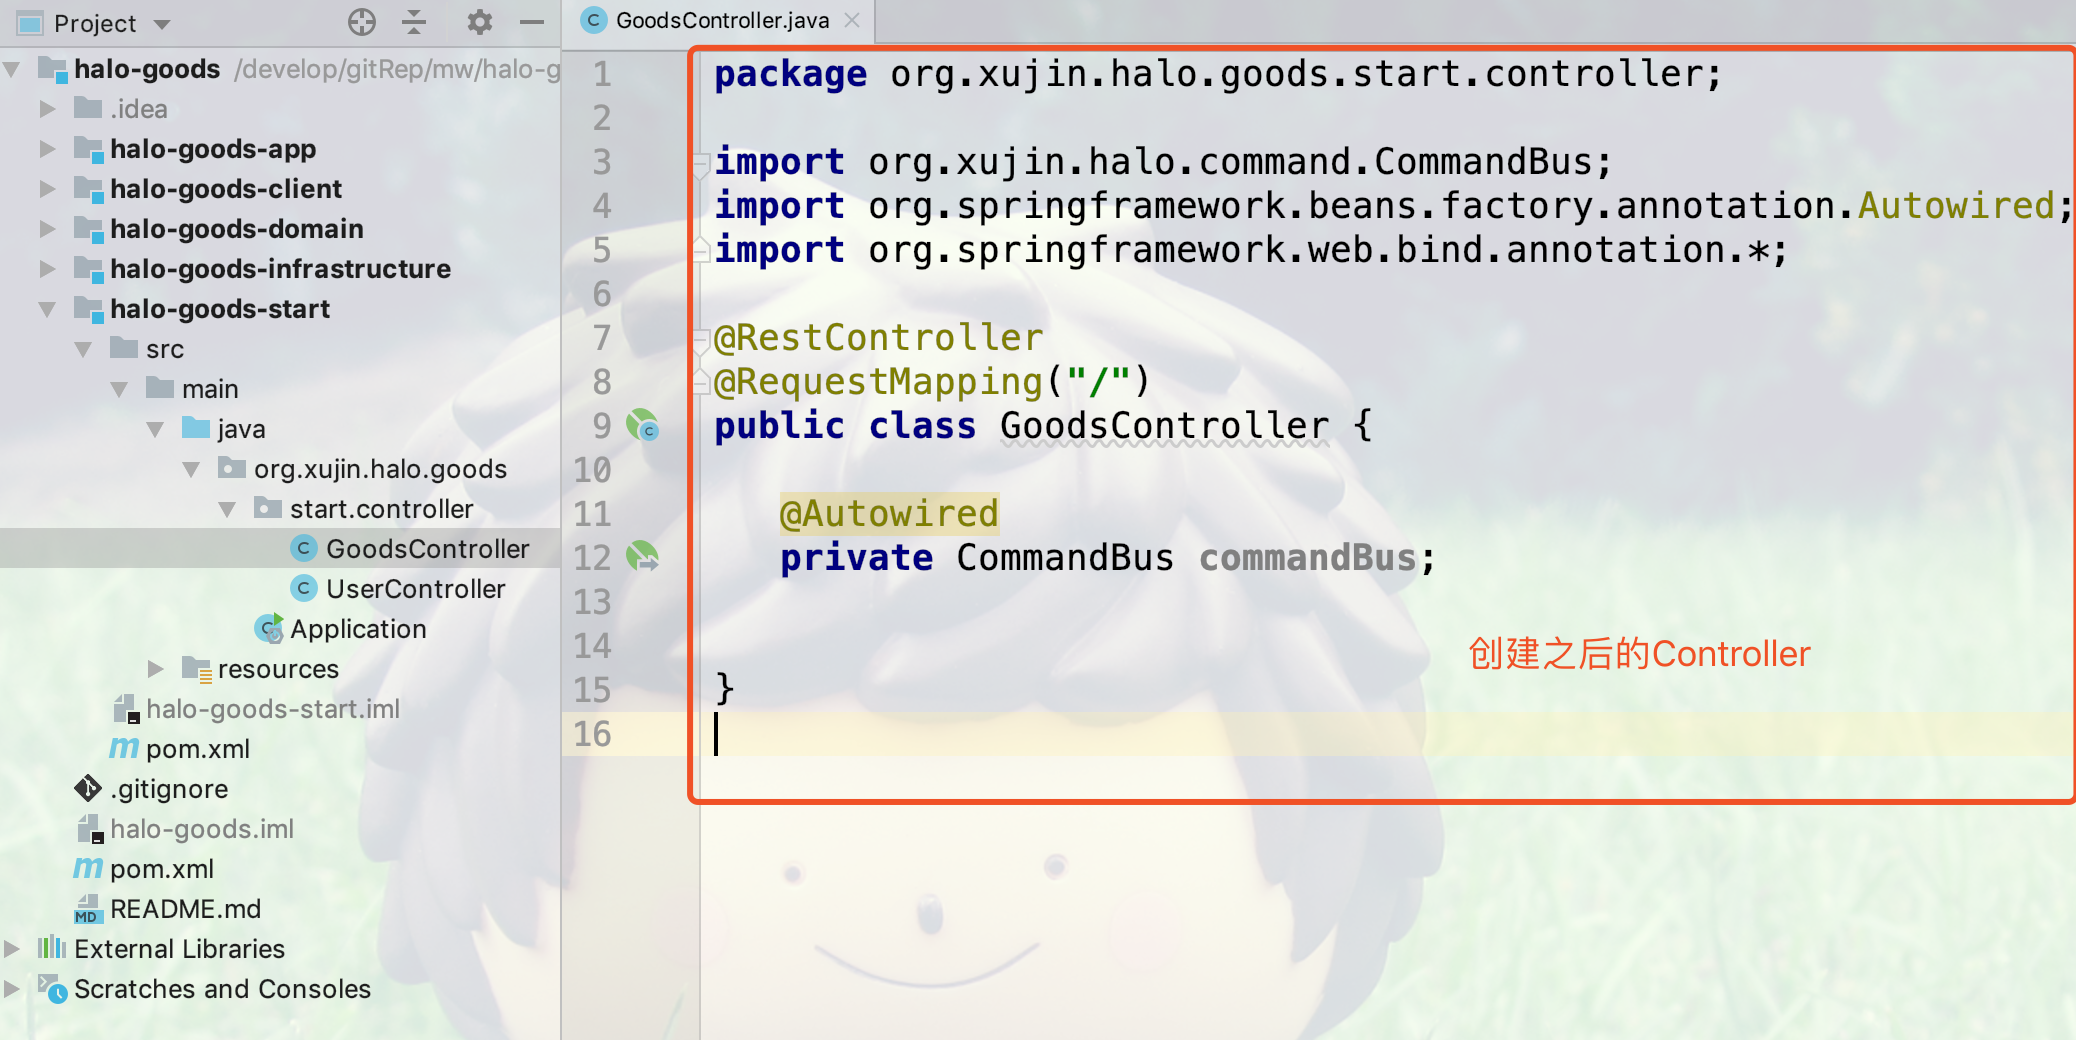 Project
halo-goods /develop/gitRep/mw/halo-g
.idea
halo-goods-app
halo-goods-client
halo-goods-domain
halo-goods-infrastructure
halo-goods-start
src
main
java
org.xujin.halo.goods
start.controller
GoodsController
UserController
Application
resources
halo-goods-start.iml
pom.xml
.gitignore
halo-goods.iml
pom.xml
README.md
External Libraries
Scratches and Consoles
GoodsController.java
1 package org.xujin.halo.goods.start.controller;
2
3 import org.xujin.halo.command.CommandBus;
4 import org.springframework.beans.factory.annotation.Autowired;
5 import org.springframework.web.bind.annotation.*;
6
7 @RestController
8 @RequestMapping("/")
9 public class GoodsController {
10
11 @Autowired
12 private CommandBus commandBus;
13
14
创建之后的Controller
15 }
16